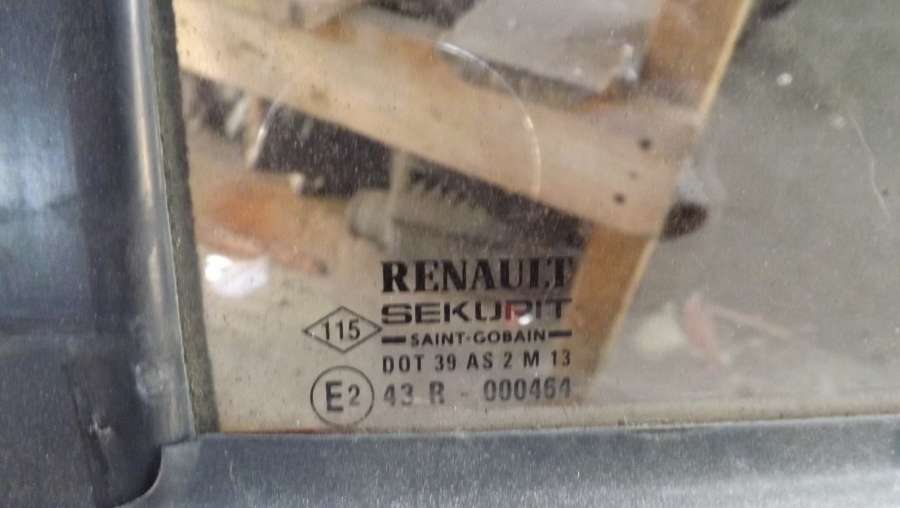 RENAULT
SEKURIT
SAINT-GOBAIN
115
DOT 39 AS 2 M 13
E2 43 R - 000464